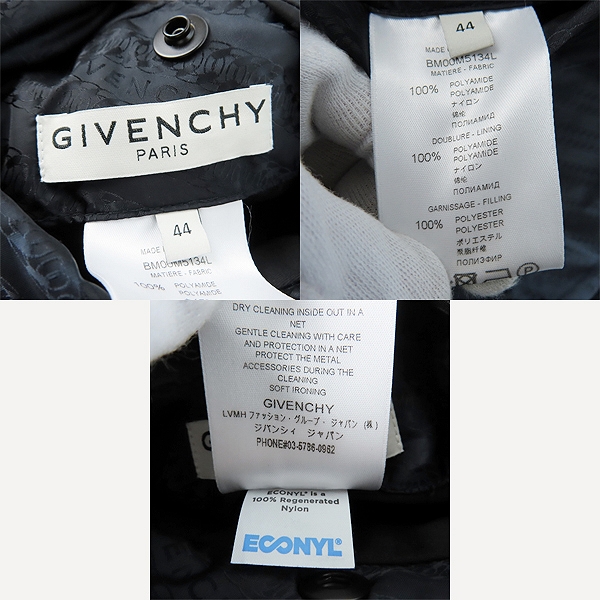 GIVENCHY
PARIS
44
MADE
BM00M5134L
MATIERE - FABRIC
100% POLYAMIDE
POLYAMIDE
44
MADE
BM00M5134L
MATIERE - FABRIC
100% POLYAMIDE
POLYAMIDE
ナイロン
锦纶
ПОЛИАМИД
DOUBLURE - LINING
100% POLYAMIDE
POLYAMIDE
ナイロン
锦纶
ПОЛИАМИД
GARNISSAGE - FILLING
100% POLYESTER
POLYESTER
ポリエステル
聚酯纤维
ПОЛИЭФИР
DRY CLEANING INSIDE OUT IN A
NET
GENTLE CLEANING WITH CARE
AND PROTECTION IN A NET
PROTECT THE METAL
ACCESSORIES DURING THE
CLEANING
SOFT IRONING
GIVENCHY
LVMH ファッション・グループ・ジャパン (株)
ジバンシィ ジャパン
PHONE#03-5786-0962
ECONYL® is a
100% Regenerated
Nylon
ECONYL®